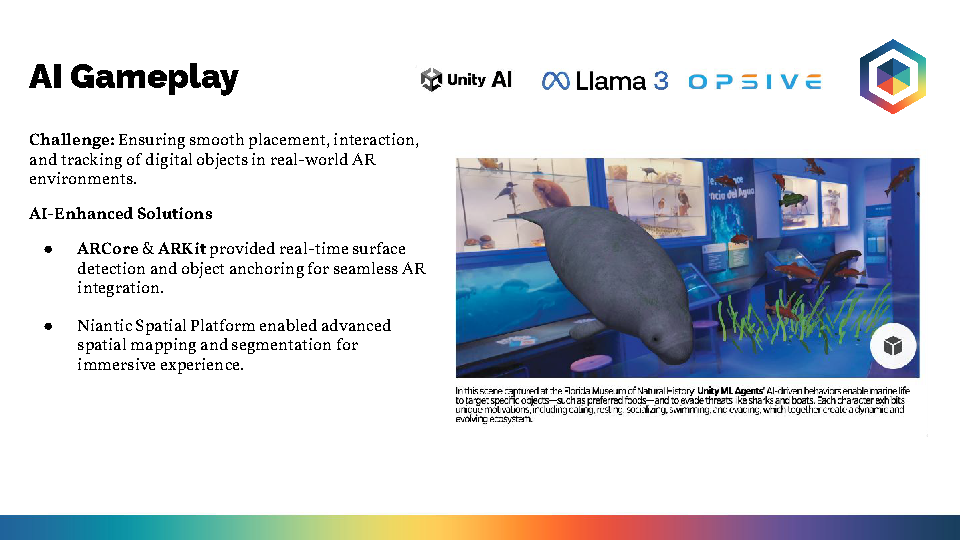 AI Gameplay
Unity AI
Llama 3
OPSIVE
Challenge: Ensuring smooth placement, interaction,
and tracking of digital objects in real-world AR
environments.
AI-Enhanced Solutions
● ARCore & ARKit provided real-time surface
detection and object anchoring for seamless AR
integration.
● Niantic Spatial Platform enabled advanced
spatial mapping and segmentation for
immersive experience.
In this scene captured at the Florida Museum of Natural History, Unity ML Agents' AI-driven behaviors enable marine life
to target specific objects—such as preferred foods—and to evade threats like sharks and boats. Each character exhibits
unique motivations, including eating, resting, socializing, swimming, and evading, which together create a dynamic and
evolving ecosystem.